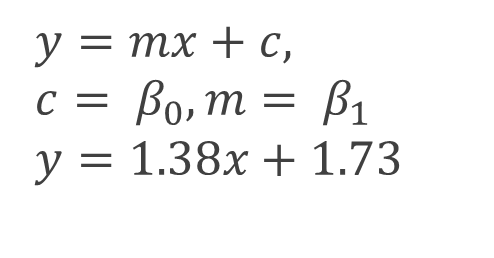 y = mx + c,
c = β₀, m = β₁
y = 1.38x + 1.73